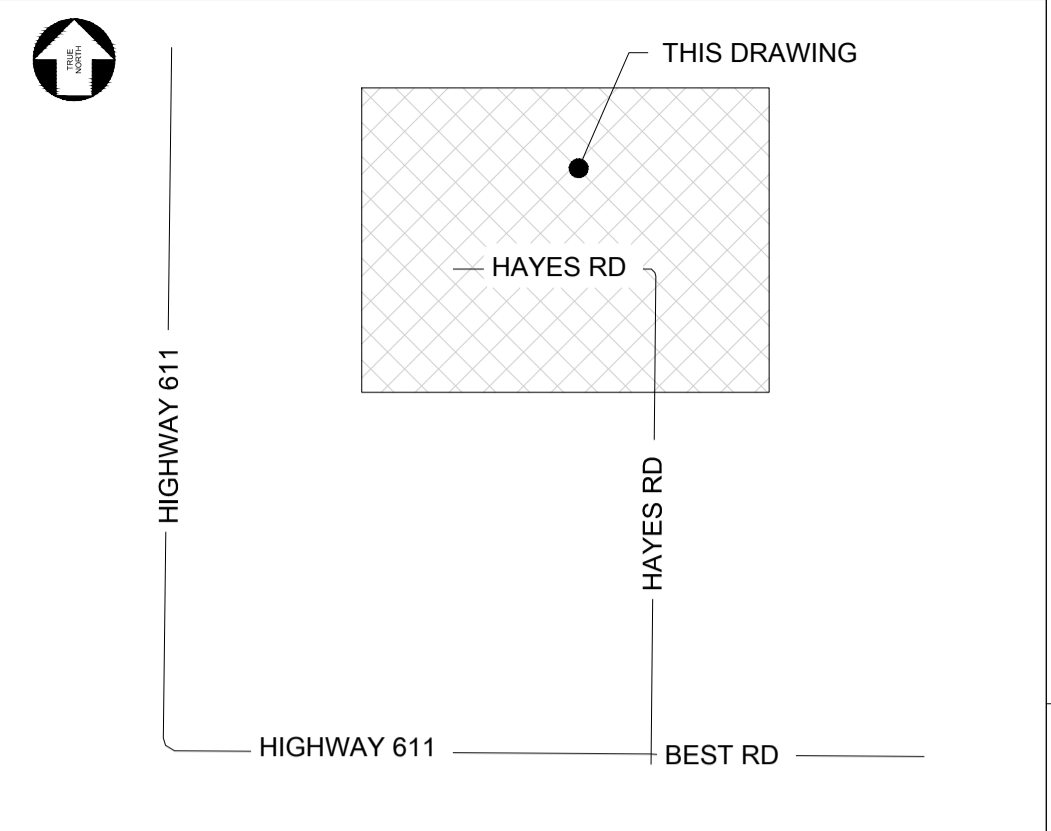 TRUE
NORTH
THIS DRAWING
HAYES RD
HIGHWAY 611
HAYES RD
HIGHWAY 611
BEST RD